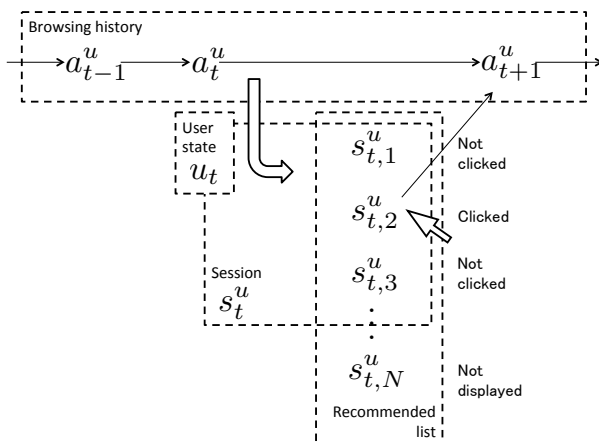 Browsing history
a^u_{t-1} a^u_t a^u_{t+1}
User
state
u_t
s^u_{t,1}
Not
clicked
s^u_{t,2}
Clicked
Session
s^u_t
s^u_{t,3}
Not
clicked
s^u_{t,N}
Not
displayed
Recommended
list